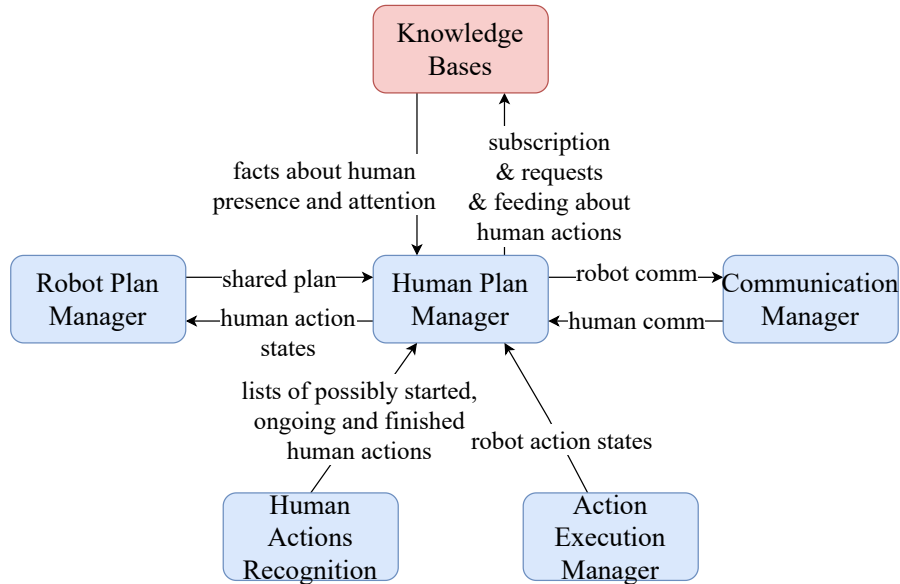 Knowledge
Bases
facts about human
presence and attention
subscription
& requests
& feeding about
human actions
Robot Plan
Manager
shared plan
human action
states
Human Plan
Manager
robot comm
human comm
Communication
Manager
lists of possibly started,
ongoing and finished
human actions
robot action states
Human
Actions
Recognition
Action
Execution
Manager